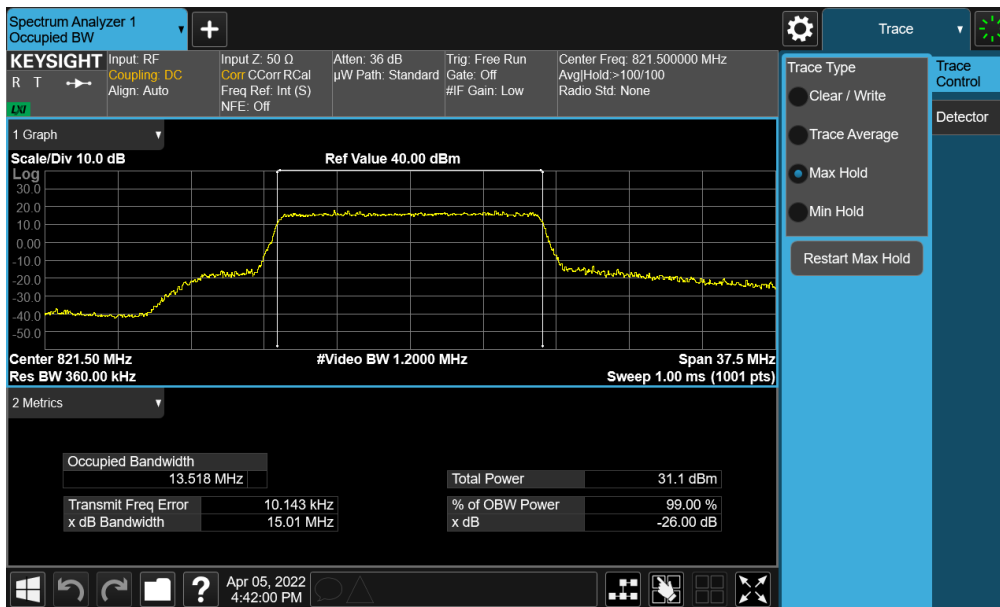 Spectrum Analyzer 1
Occupied BW
+
Trace
KEYSIGHT
R T
LXI
Input: RF
Coupling: DC
Align: Auto
Input Z: 50 Ω
Corr CCorr RCal
Freq Ref: Int (S)
NFE: Off
Atten: 36 dB
µW Path: Standard
Trig: Free Run
Gate: Off
#IF Gain: Low
Center Freq: 821.500000 MHz
Avg|Hold:>100/100
Radio Std: None
Trace Type
Clear / Write
Trace Average
Max Hold
Min Hold
Restart Max Hold
Trace
Control
Detector
1 Graph
Scale/Div 10.0 dB
Ref Value 40.00 dBm
Log
30.0
20.0
10.0
0.00
-10.0
-20.0
-30.0
-40.0
-50.0
Center 821.50 MHz
#Video BW 1.2000 MHz
Span 37.5 MHz
Res BW 360.00 kHz
Sweep 1.00 ms (1001 pts)
2 Metrics
Occupied Bandwidth
13.518 MHz
Total Power 31.1 dBm
Transmit Freq Error 10.143 kHz
% of OBW Power 99.00 %
x dB Bandwidth 15.01 MHz
x dB -26.00 dB
?
Apr 05, 2022
4:42:00 PM